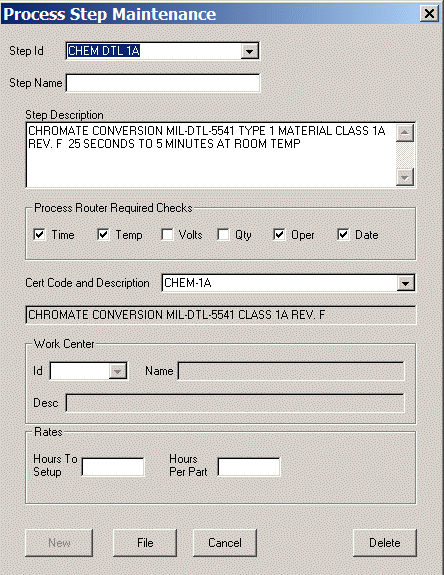 Process Step Maintenance
Step Id CHEM DTL 1A
Step Name
Step Description
CHROMATE CONVERSION MIL-DTL-5541 TYPE 1 MATERIAL CLASS 1A
REV. F 25 SECONDS TO 5 MINUTES AT ROOM TEMP
Process Router Required Checks
Time Temp Volts Qty Oper Date
Cert Code and Description CHEM-1A
CHROMATE CONVERSION MIL-DTL-5541 CLASS 1A REV. F
Work Center
Id Name
Desc
Rates
Hours To Hours
Setup Per Part
New File Cancel Delete